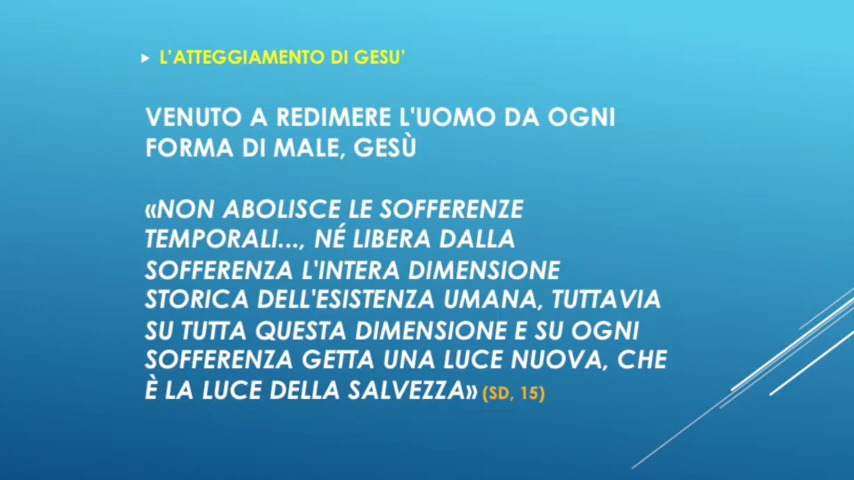 L'ATTEGGIAMENTO DI GESU'
VENUTO A REDIMERE L'UOMO DA OGNI
FORMA DI MALE, GESÙ
«NON ABOLISCE LE SOFFERENZE
TEMPORALI..., NÉ LIBERA DALLA
SOFFERENZA L'INTERA DIMENSIONE
STORICA DELL'ESISTENZA UMANA, TUTTAVIA
SU TUTTA QUESTA DIMENSIONE E SU OGNI
SOFFERENZA GETTA UNA LUCE NUOVA, CHE
È LA LUCE DELLA SALVEZZA» (SD, 15)